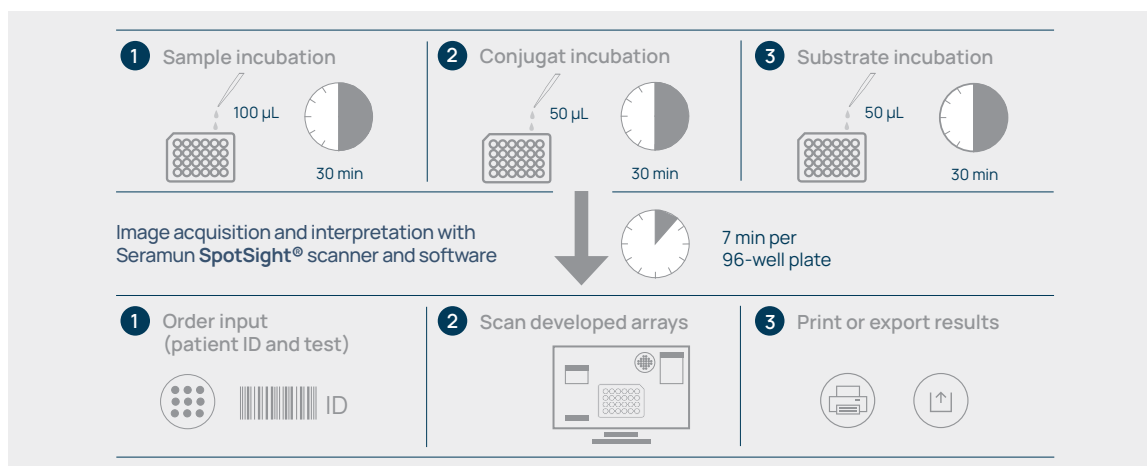 1 Sample incubation
100 µL
30 min
2 Conjugat incubation
50 µL
30 min
3 Substrate incubation
50 µL
30 min
Image acquisition and interpretation with
Seramun SpotSight® scanner and software
7 min per
96-well plate
1 Order input
(patient ID and test)
ID
2 Scan developed arrays
3 Print or export results